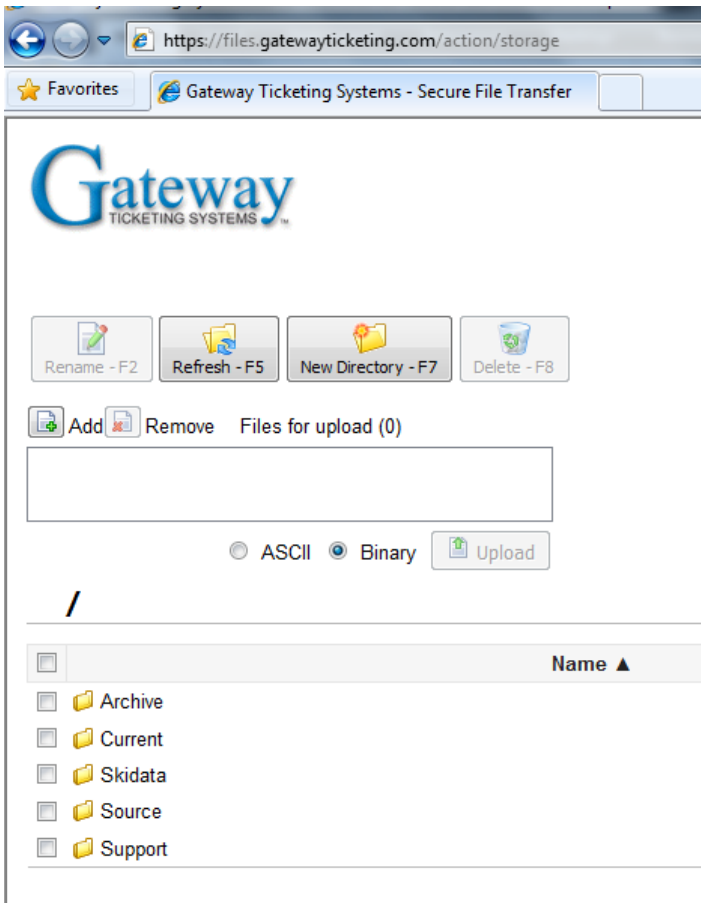 https://files.gatewayticketing.com/action/storage
Favorites
Gateway Ticketing Systems - Secure File Transfer
Gateway
TICKETING SYSTEMS™
Rename - F2
Refresh - F5
New Directory - F7
Delete - F8
Add
Remove
Files for upload (0)
ASCII
Binary
Upload
/
Name ▲
Archive
Current
Skidata
Source
Support